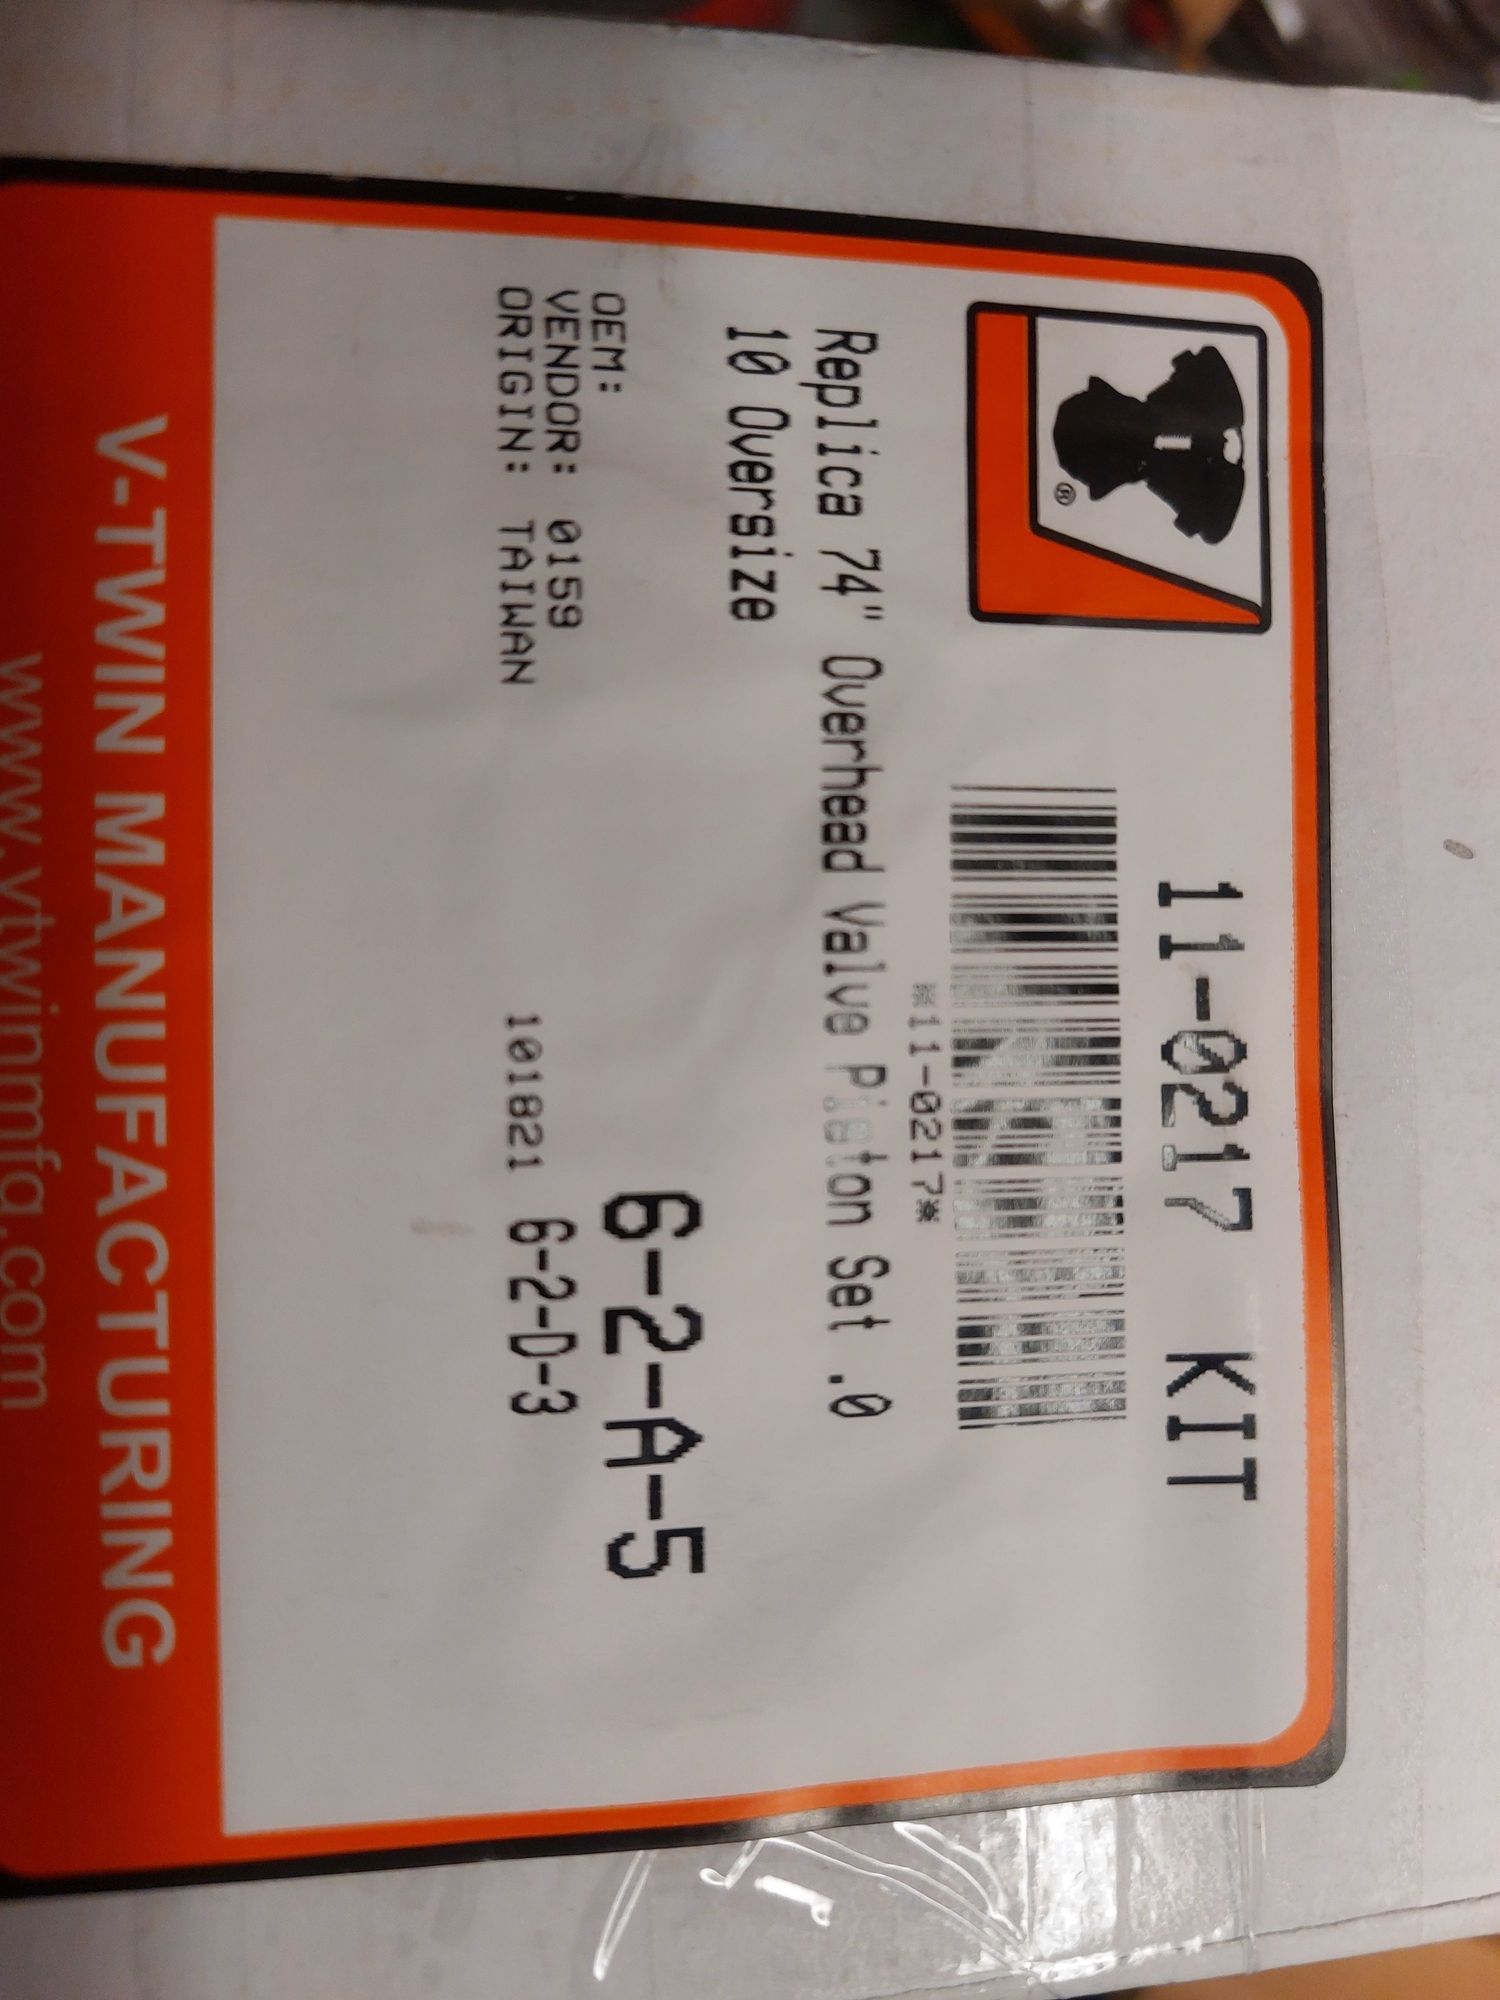 11-0217 KIT
*11-0217*
Replica 74" Overhead Valve Piston Set .0
10 Oversize
6-2-A-5
OEM:
VENDOR: 0159
6-2-D-3
ORIGIN: TAIWAN
101821
®
V-TWIN MANUFACTURING
www.vtwinmfg.com